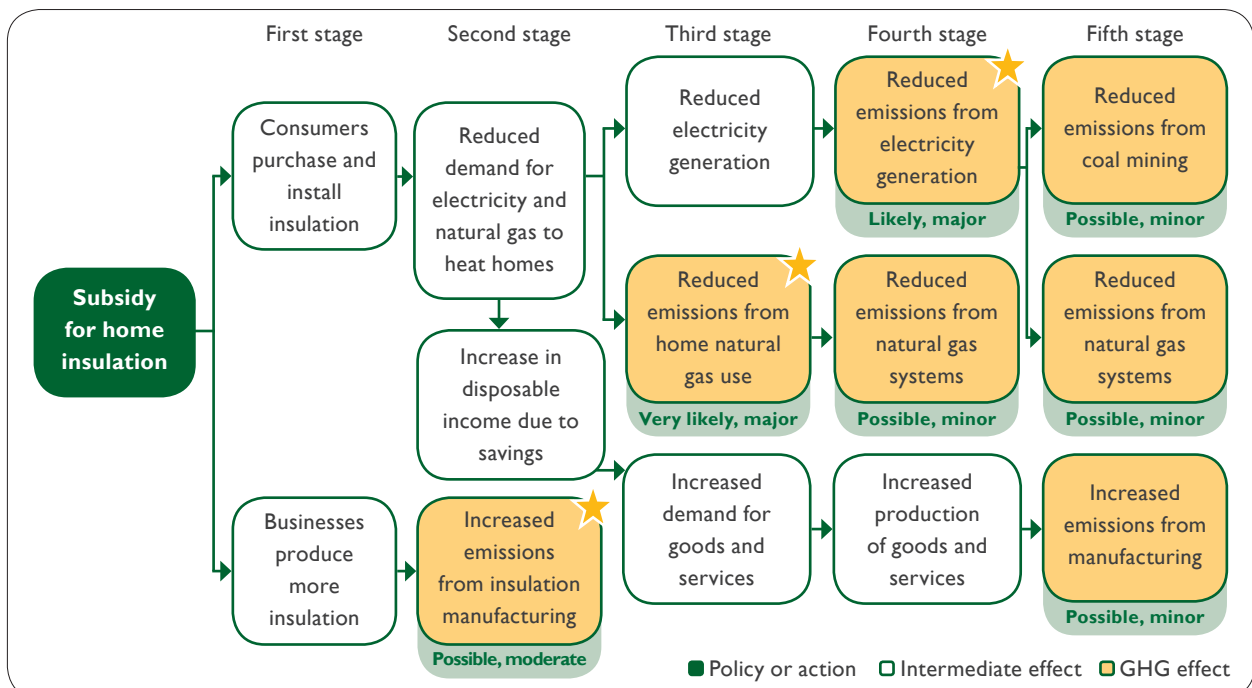 First stage
Second stage
Third stage
Fourth stage
Fifth stage
Subsidy
for home
insulation
Consumers
purchase and
install
insulation
Reduced
demand for
electricity and
natural gas to
heat homes
Reduced
electricity
generation
Reduced
emissions from
electricity
generation
Likely, major
Reduced
emissions from
coal mining
Possible, minor
Reduced
emissions from
home natural
gas use
Very likely, major
Reduced
emissions from
natural gas
systems
Possible, minor
Reduced
emissions from
natural gas
systems
Possible, minor
Increase in
disposable
income due to
savings
Increased
demand for
goods and
services
Increased
production
of goods and
services
Increased
emissions from
manufacturing
Possible, minor
Businesses
produce
more
insulation
Increased
emissions
from insulation
manufacturing
Possible, moderate
Policy or action
Intermediate effect
GHG effect